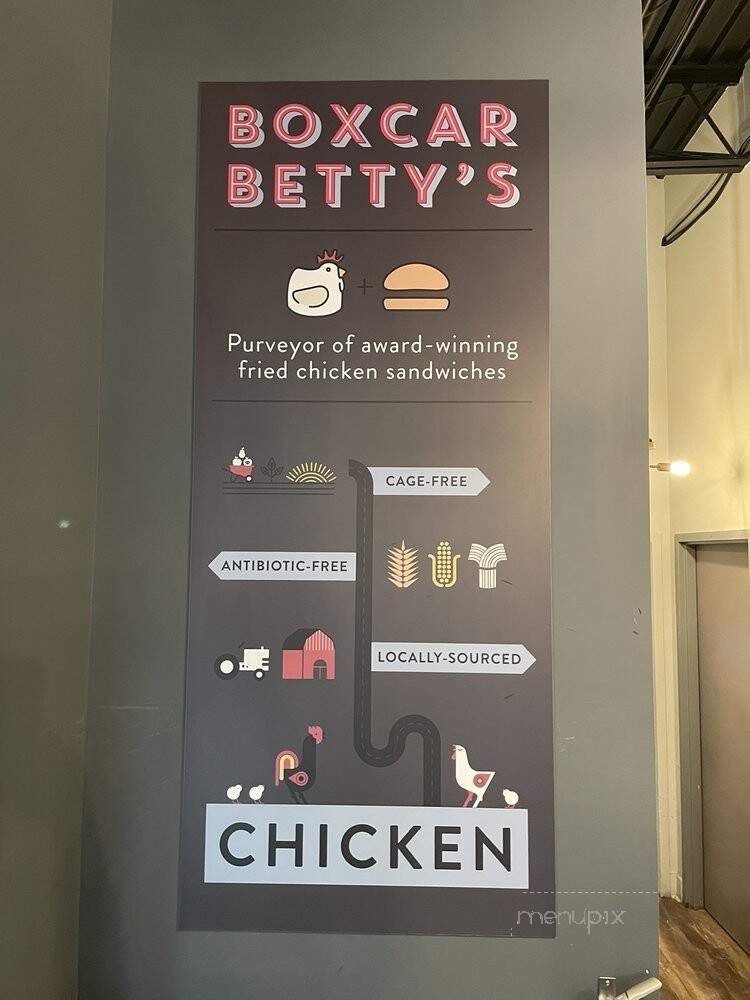 BOXCAR
BETTY'S
Purveyor of award-winning
fried chicken sandwiches
CAGE-FREE
ANTIBIOTIC-FREE
LOCALLY-SOURCED
CHICKEN
menupix